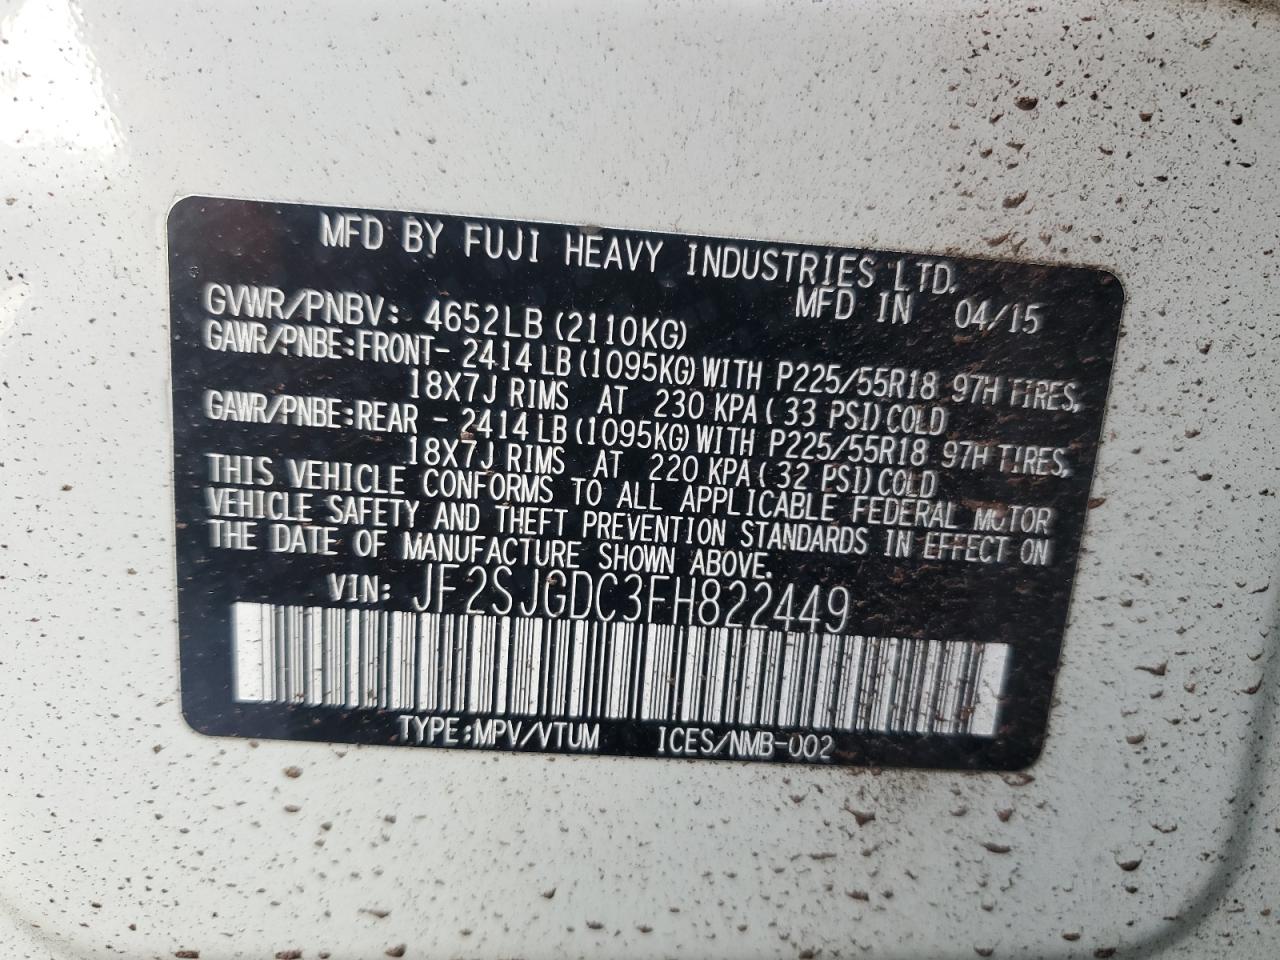 MFD BY FUJI HEAVY INDUSTRIES LTD.
MFD IN 04/15
GVWR/PNBV: 4652LB (2110KG)
GAWR/PNBE:FRONT- 2414 LB (1095KG) WITH P225/55R18 97H TIRES,
18X7J RIMS AT 230 KPA ( 33 PSI) COLD
GAWR/PNBE:REAR - 2414 LB (1095KG) WITH P225/55R18 97H TIRES,
18X7J RIMS AT 220 KPA ( 32 PSI) COLD
THIS VEHICLE CONFORMS TO ALL APPLICABLE FEDERAL MOTOR
VEHICLE SAFETY AND THEFT PREVENTION STANDARDS IN EFFECT ON
THE DATE OF MANUFACTURE SHOWN ABOVE.
VIN: JF2SJGDC3FH822449
TYPE:MPV/VTUM ICES/NMB-002